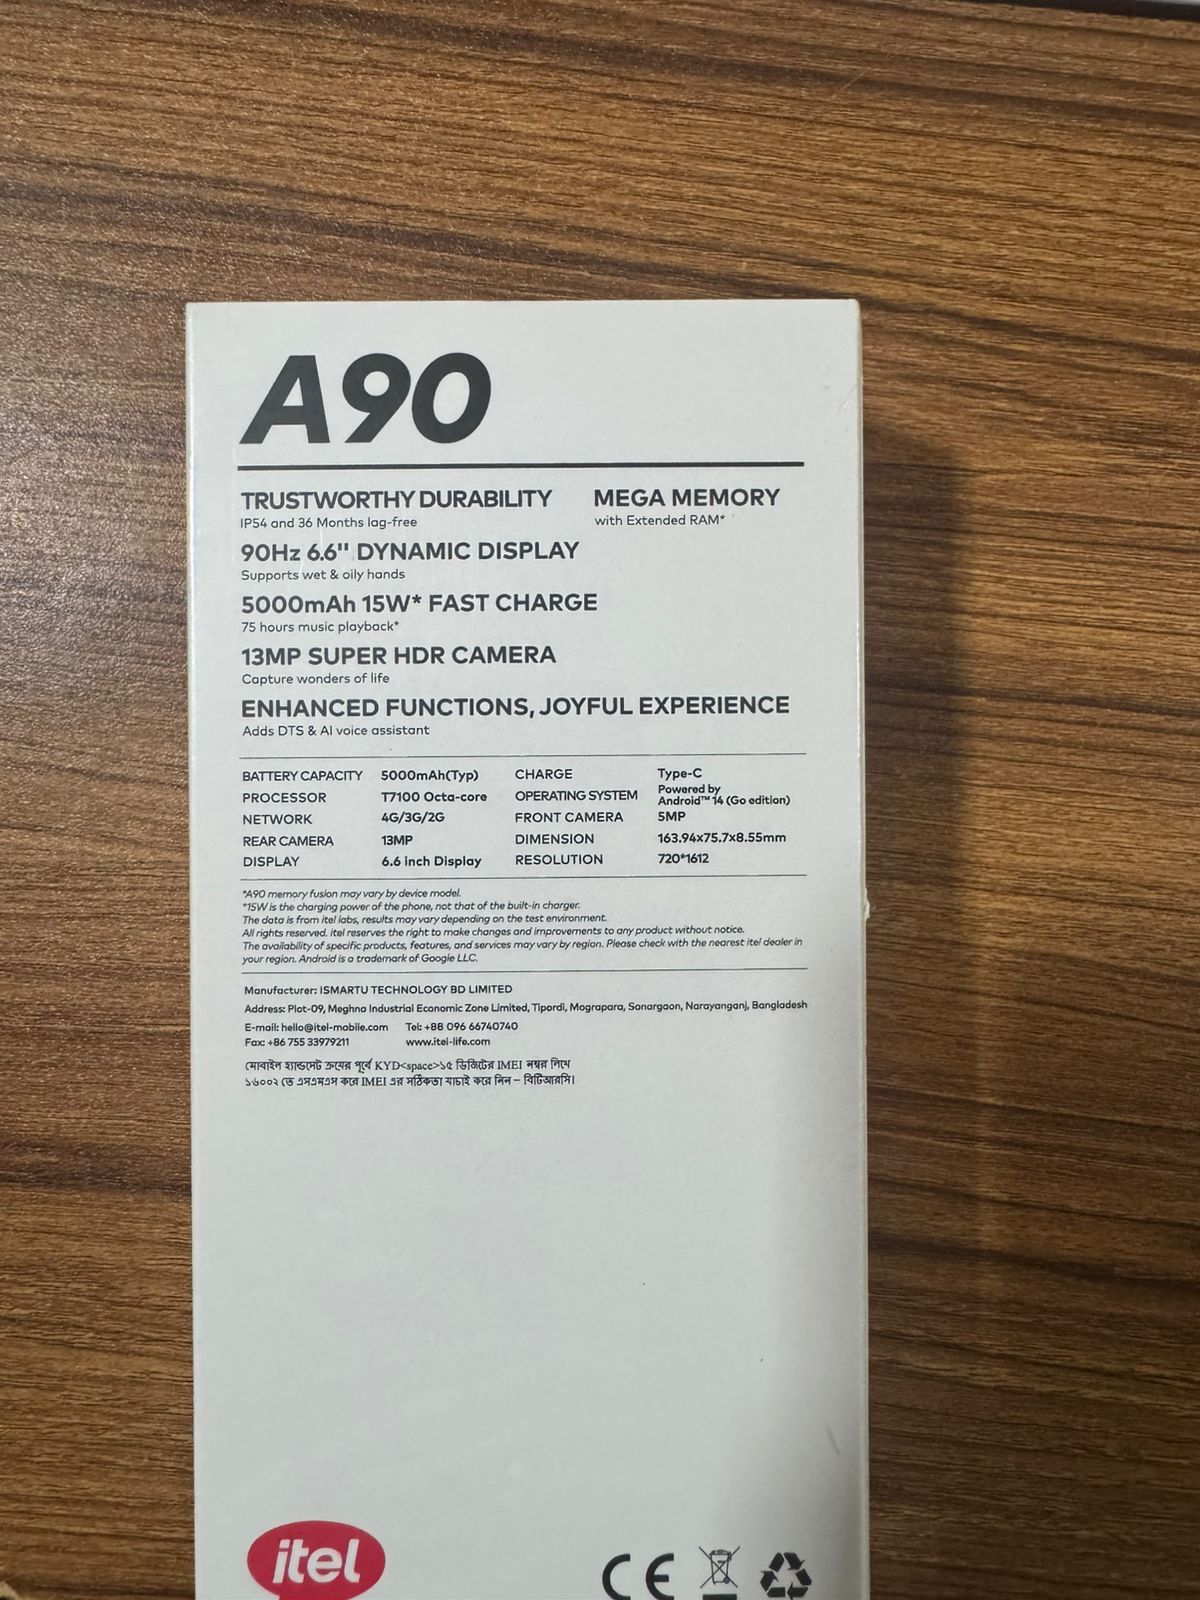 A90
TRUSTWORTHY DURABILITY MEGA MEMORY
IP54 and 36 Months lag-free with Extended RAM*
90Hz 6.6" DYNAMIC DISPLAY
Supports wet & oily hands
5000mAh 15W* FAST CHARGE
75 hours music playback*
13MP SUPER HDR CAMERA
Capture wonders of life
ENHANCED FUNCTIONS, JOYFUL EXPERIENCE
Adds DTS & AI voice assistant
BATTERY CAPACITY 5000mAh(Typ) CHARGE Type-C
PROCESSOR T7100 Octa-core OPERATING SYSTEM Powered by
Android™ 14 (Go edition)
NETWORK 4G/3G/2G FRONT CAMERA 5MP
REAR CAMERA 13MP DIMENSION 163.94x75.7x8.55mm
DISPLAY 6.6 inch Display RESOLUTION 720*1612
*A90 memory fusion may vary by device model.
*15W is the charging power of the phone, not that of the built-in charger.
The data is from itel labs, results may vary depending on the test environment.
All rights reserved. itel reserves the right to make changes and improvements to any product without notice.
The availability of specific products, features, and services may vary by region. Please check with the nearest itel dealer in
your region. Android is a trademark of Google LLC.
Manufacturer: ISMARTU TECHNOLOGY BD LIMITED
Address: Plot-09, Meghna Industrial Economic Zone Limited, Tipordi, Mograpara, Sonargaon, Narayanganj, Bangladesh
E-mail: hello@itel-mobile.com Tel: +88 096 66740740
Fax: +86 755 33979211 www.itel-life.com
মোবাইল হ্যান্ডসেট ক্রয়ের পূর্বে KYD<space>১৫ ডিজিটের IMEI নম্বর লিখে
১৬০০২ তে এসএমএস করে IMEI এর সঠিকতা যাচাই করে নিন – বিটিআরসি।
itel
CE